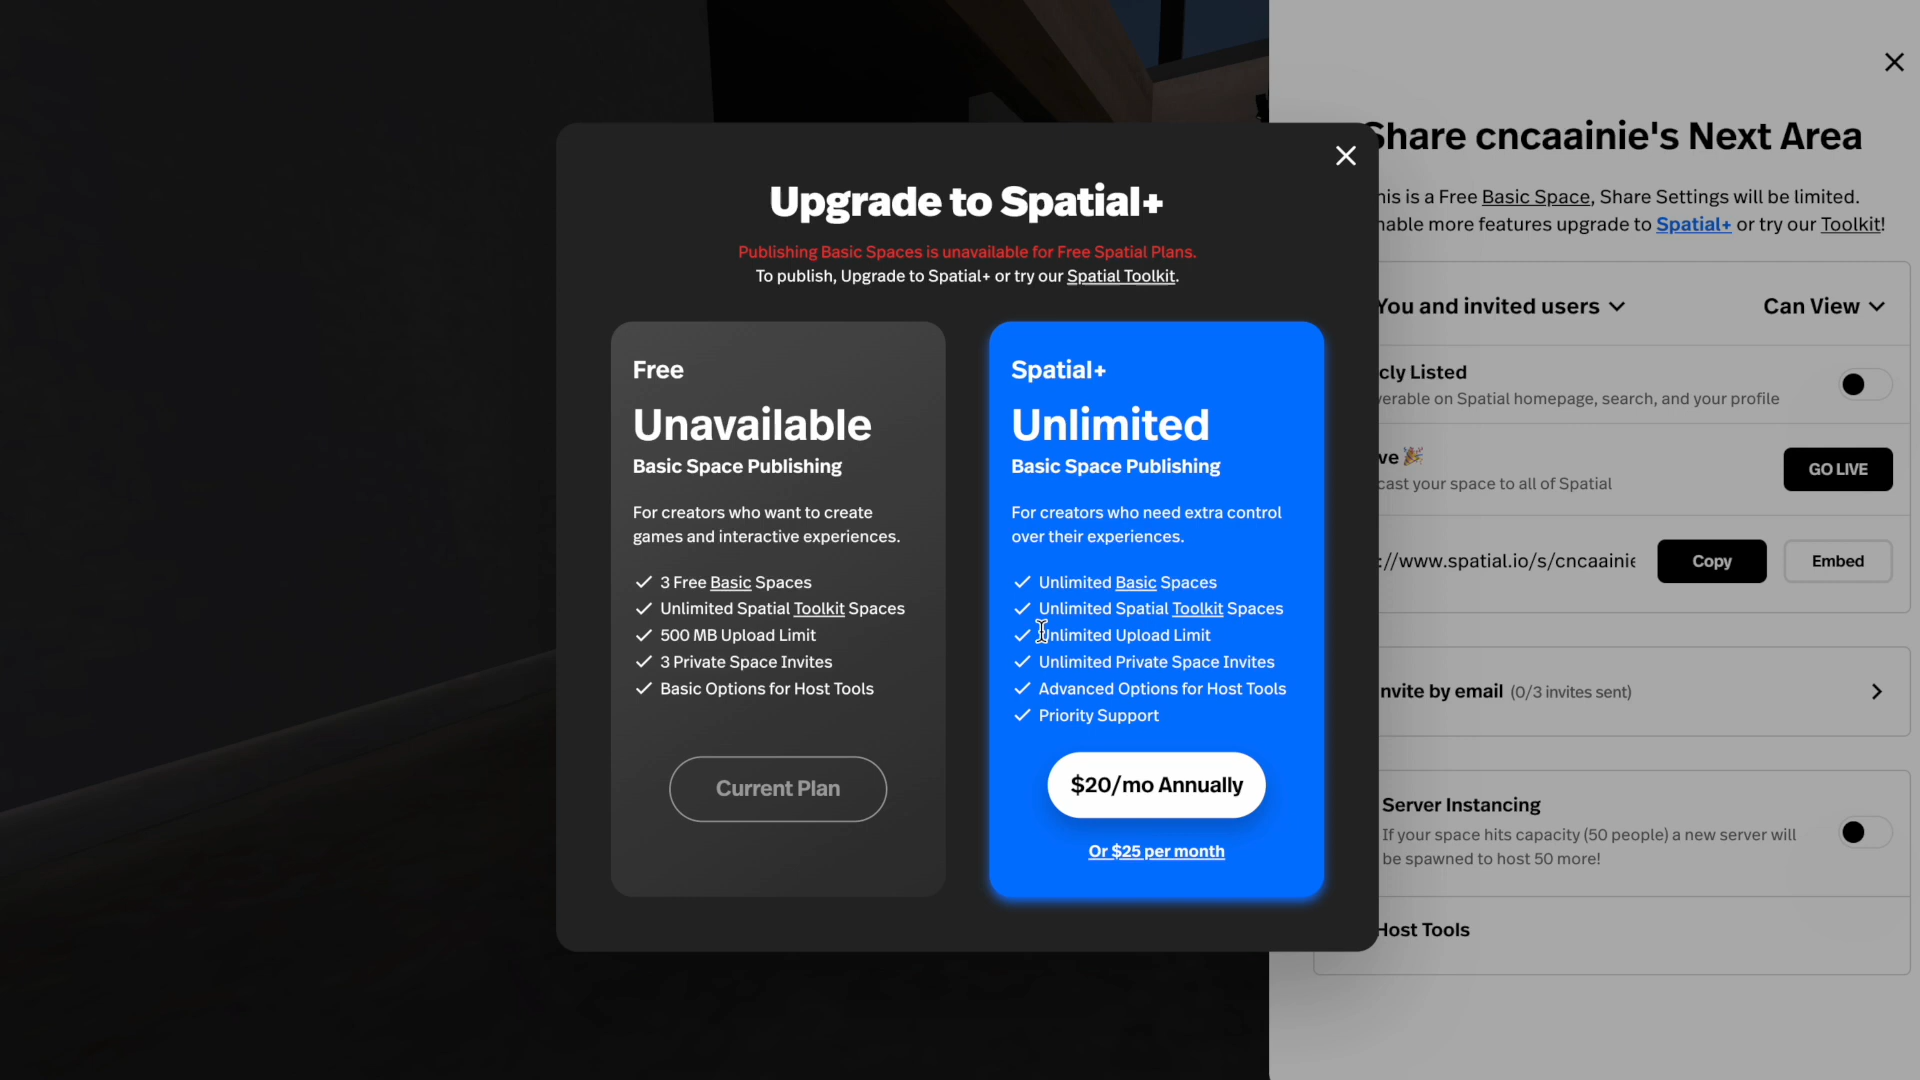 Share cncaainie's Next Area
his is a Free Basic Space, Share Settings will be limited.
nable more features upgrade to Spatial+ or try our Toolkit!
You and invited users
Can View
cly Listed
verable on Spatial homepage, search, and your profile
ve 🎉
cast your space to all of Spatial
GO LIVE
://www.spatial.io/s/cncaainie
Copy
Embed
nvite by email (0/3 invites sent)
Server Instancing
If your space hits capacity (50 people) a new server will
be spawned to host 50 more!
Host Tools
Upgrade to Spatial+
Publishing Basic Spaces is unavailable for Free Spatial Plans.
To publish, Upgrade to Spatial+ or try our Spatial Toolkit.
Free
Unavailable
Basic Space Publishing
For creators who want to create
games and interactive experiences.
3 Free Basic Spaces
Unlimited Spatial Toolkit Spaces
500 MB Upload Limit
3 Private Space Invites
Basic Options for Host Tools
Current Plan
Spatial+
Unlimited
Basic Space Publishing
For creators who need extra control
over their experiences.
Unlimited Basic Spaces
Unlimited Spatial Toolkit Spaces
Unlimited Upload Limit
Unlimited Private Space Invites
Advanced Options for Host Tools
Priority Support
$20/mo Annually
Or $25 per month